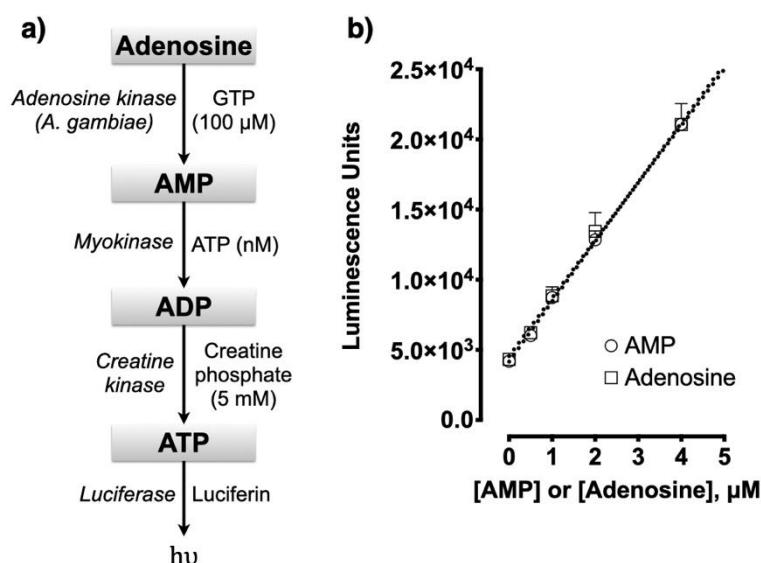 a)
Adenosine
Adenosine kinase
(A. gambiae)
GTP
(100 µM)
AMP
Myokinase
ATP (nM)
ADP
Creatine
kinase
Creatine
phosphate
(5 mM)
ATP
Luciferase
Luciferin
hυ
b)
Luminescence Units
2.5×10⁴
2.0×10⁴
1.5×10⁴
1.0×10⁴
5.0×10³
0.0
AMP
Adenosine
0 1 2 3 4 5
[AMP] or [Adenosine], µM